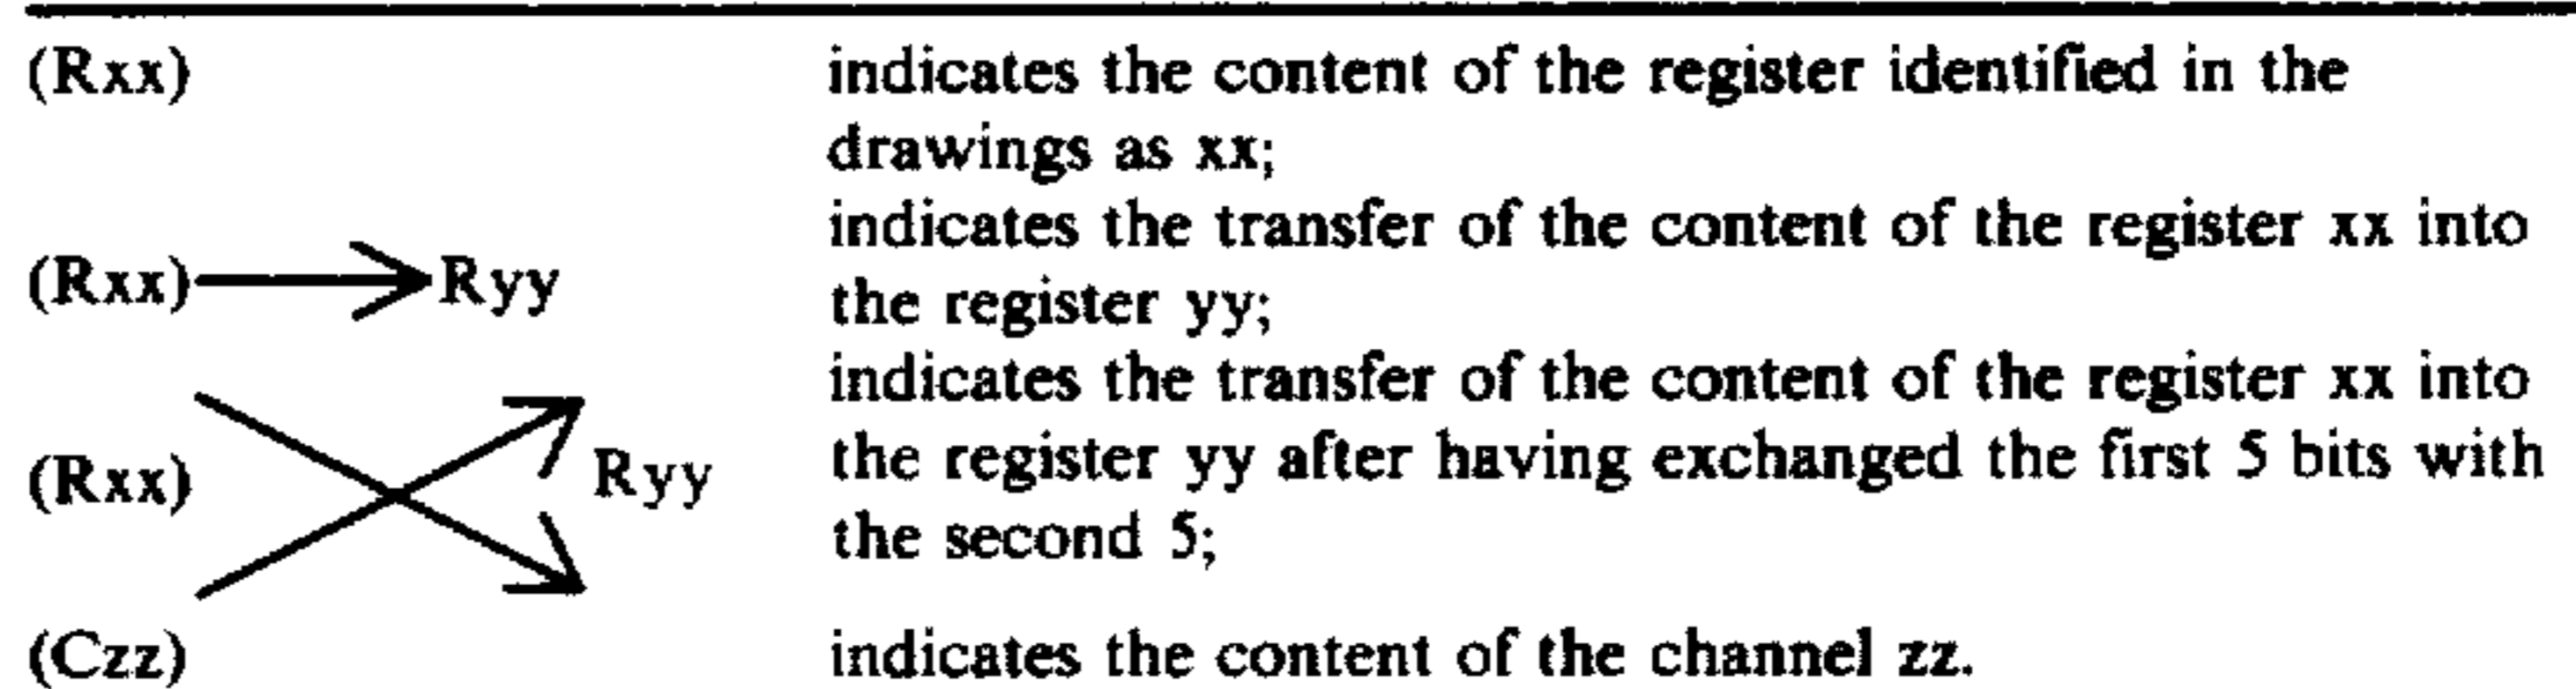 (Rxx) indicates the content of the register identified in the
drawings as xx;
indicates the transfer of the content of the register xx into
(Rxx) Ryy the register yy;
indicates the transfer of the content of the register xx into
(Rxx) Ryy the register yy after having exchanged the first 5 bits with
the second 5;
(Czz) indicates the content of the channel zz.